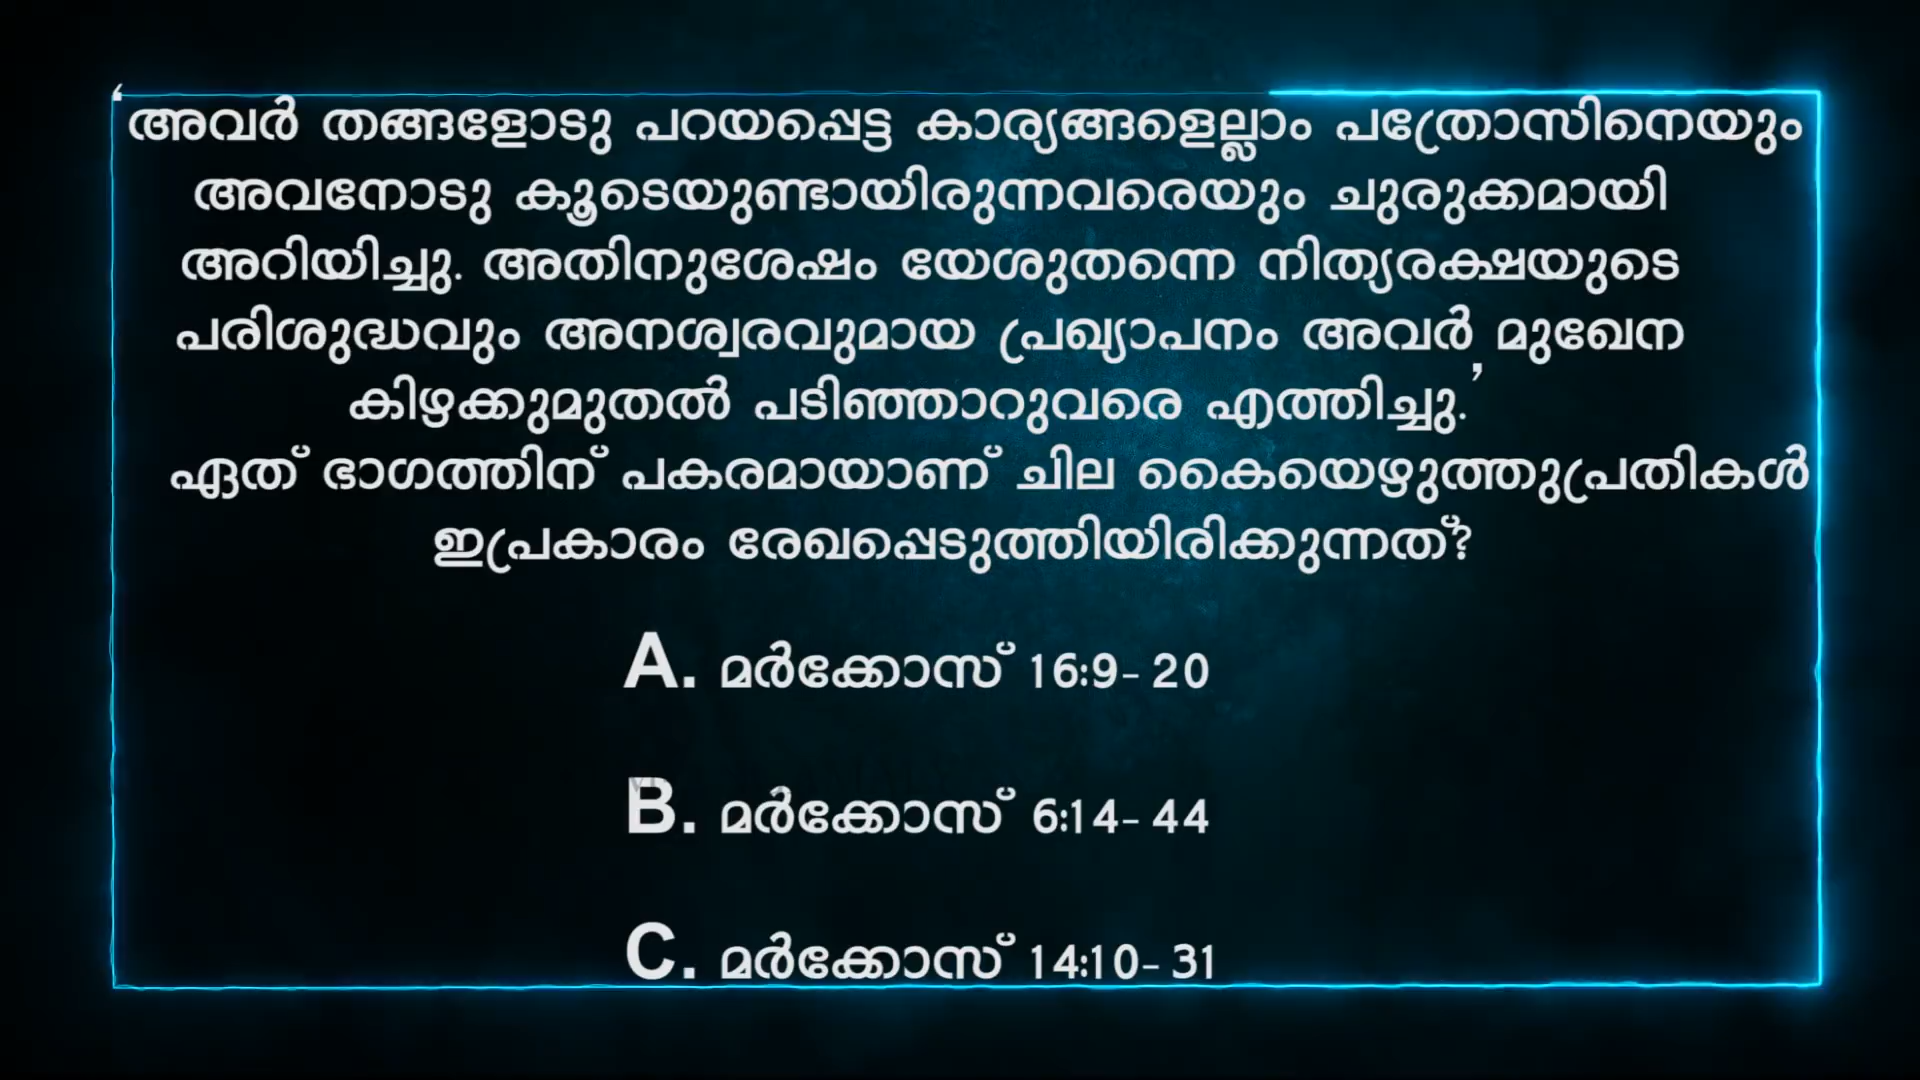 ‘അവർ തങ്ങളോടു പറയപ്പെട്ട കാര്യങ്ങളെല്ലാം പത്രോസിനെയും
അവനോടു കൂടെയുണ്ടായിരുന്നവരെയും ചുരുക്കമായി
അറിയിച്ചു. അതിനുശേഷം യേശുതന്നെ നിത്യരക്ഷയുടെ
പരിശുദ്ധവും അനശ്വരവുമായ പ്രഖ്യാപനം അവർ മുഖേന
കിഴക്കുമുതൽ പടിഞ്ഞാറുവരെ എത്തിച്ചു.’
ഏത് ഭാഗത്തിന് പകരമായാണ് ചില കൈയെഴുത്തുപ്രതികൾ
ഇപ്രകാരം രേഖപ്പെടുത്തിയിരിക്കുന്നത്?
A. മർക്കോസ് 16:9- 20
B. മർക്കോസ് 6:14- 44
C. മർക്കോസ് 14:10- 31